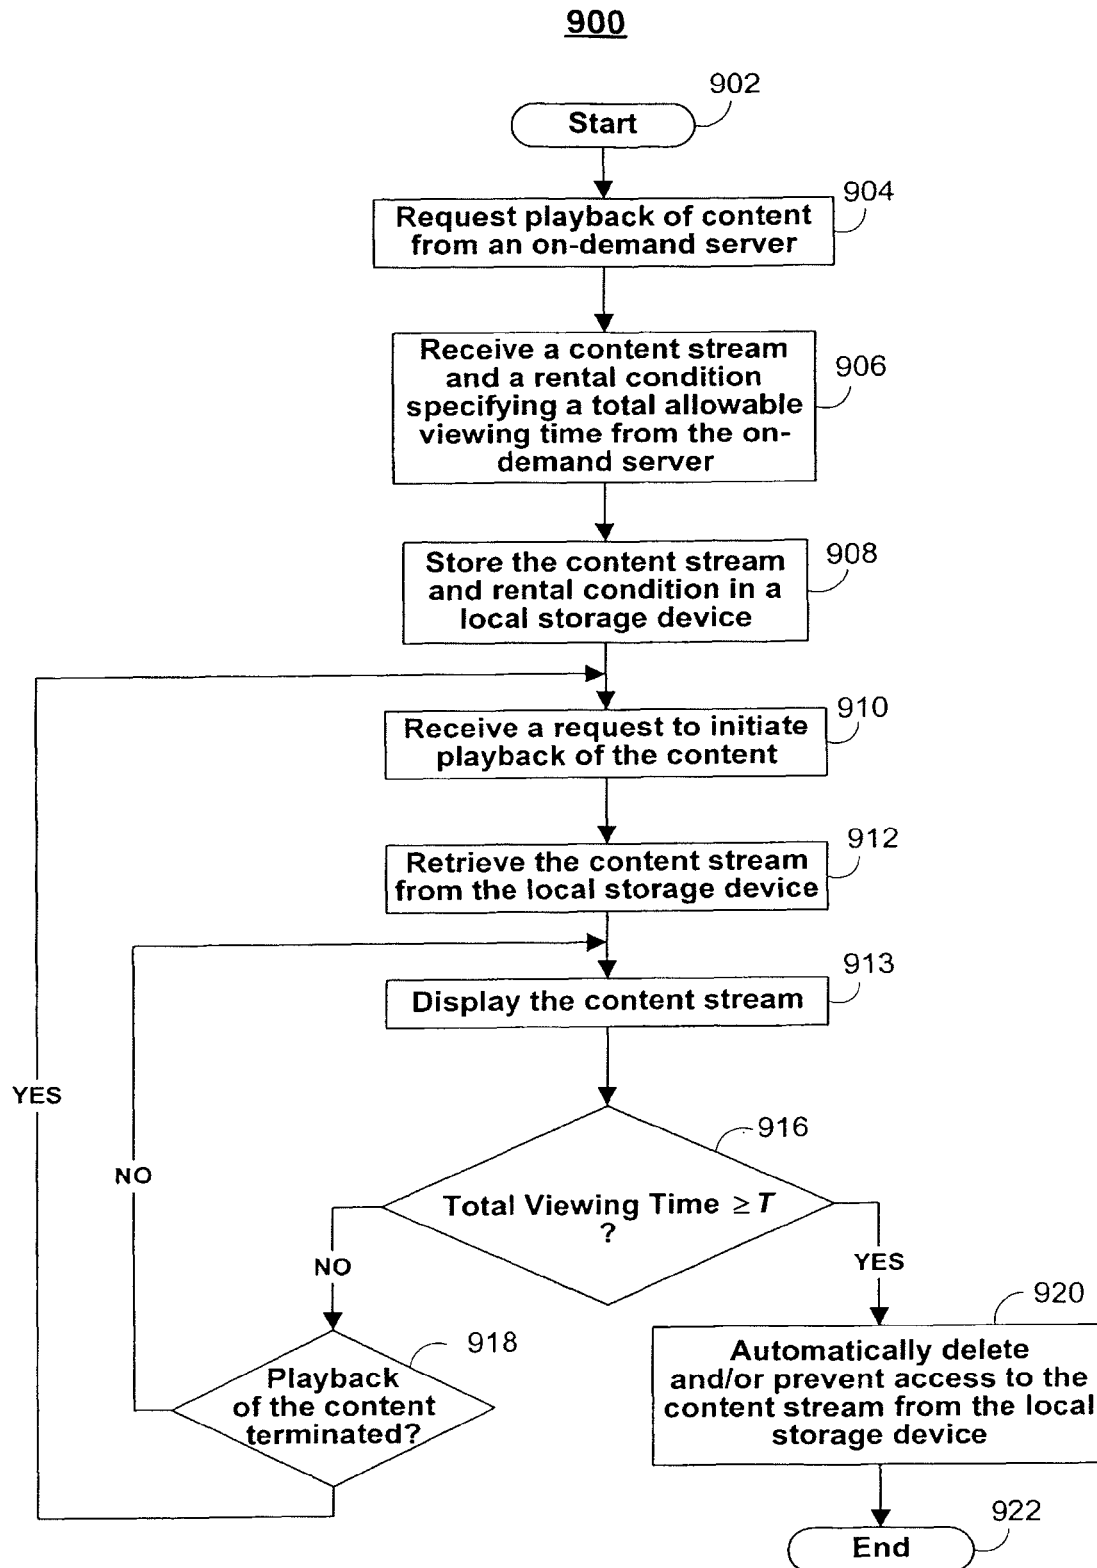 900
902
Start
904
Request playback of content
from an on-demand server
906
Receive a content stream
and a rental condition
specifying a total allowable
viewing time from the on-
demand server
908
Store the content stream
and rental condition in a
local storage device
910
Receive a request to initiate
playback of the content
912
Retrieve the content stream
from the local storage device
913
Display the content stream
YES
NO
916
Total Viewing Time ≥ T
?
NO
YES
918
Playback
of the content
terminated?
920
Automatically delete
and/or prevent access to the
content stream from the local
storage device
922
End